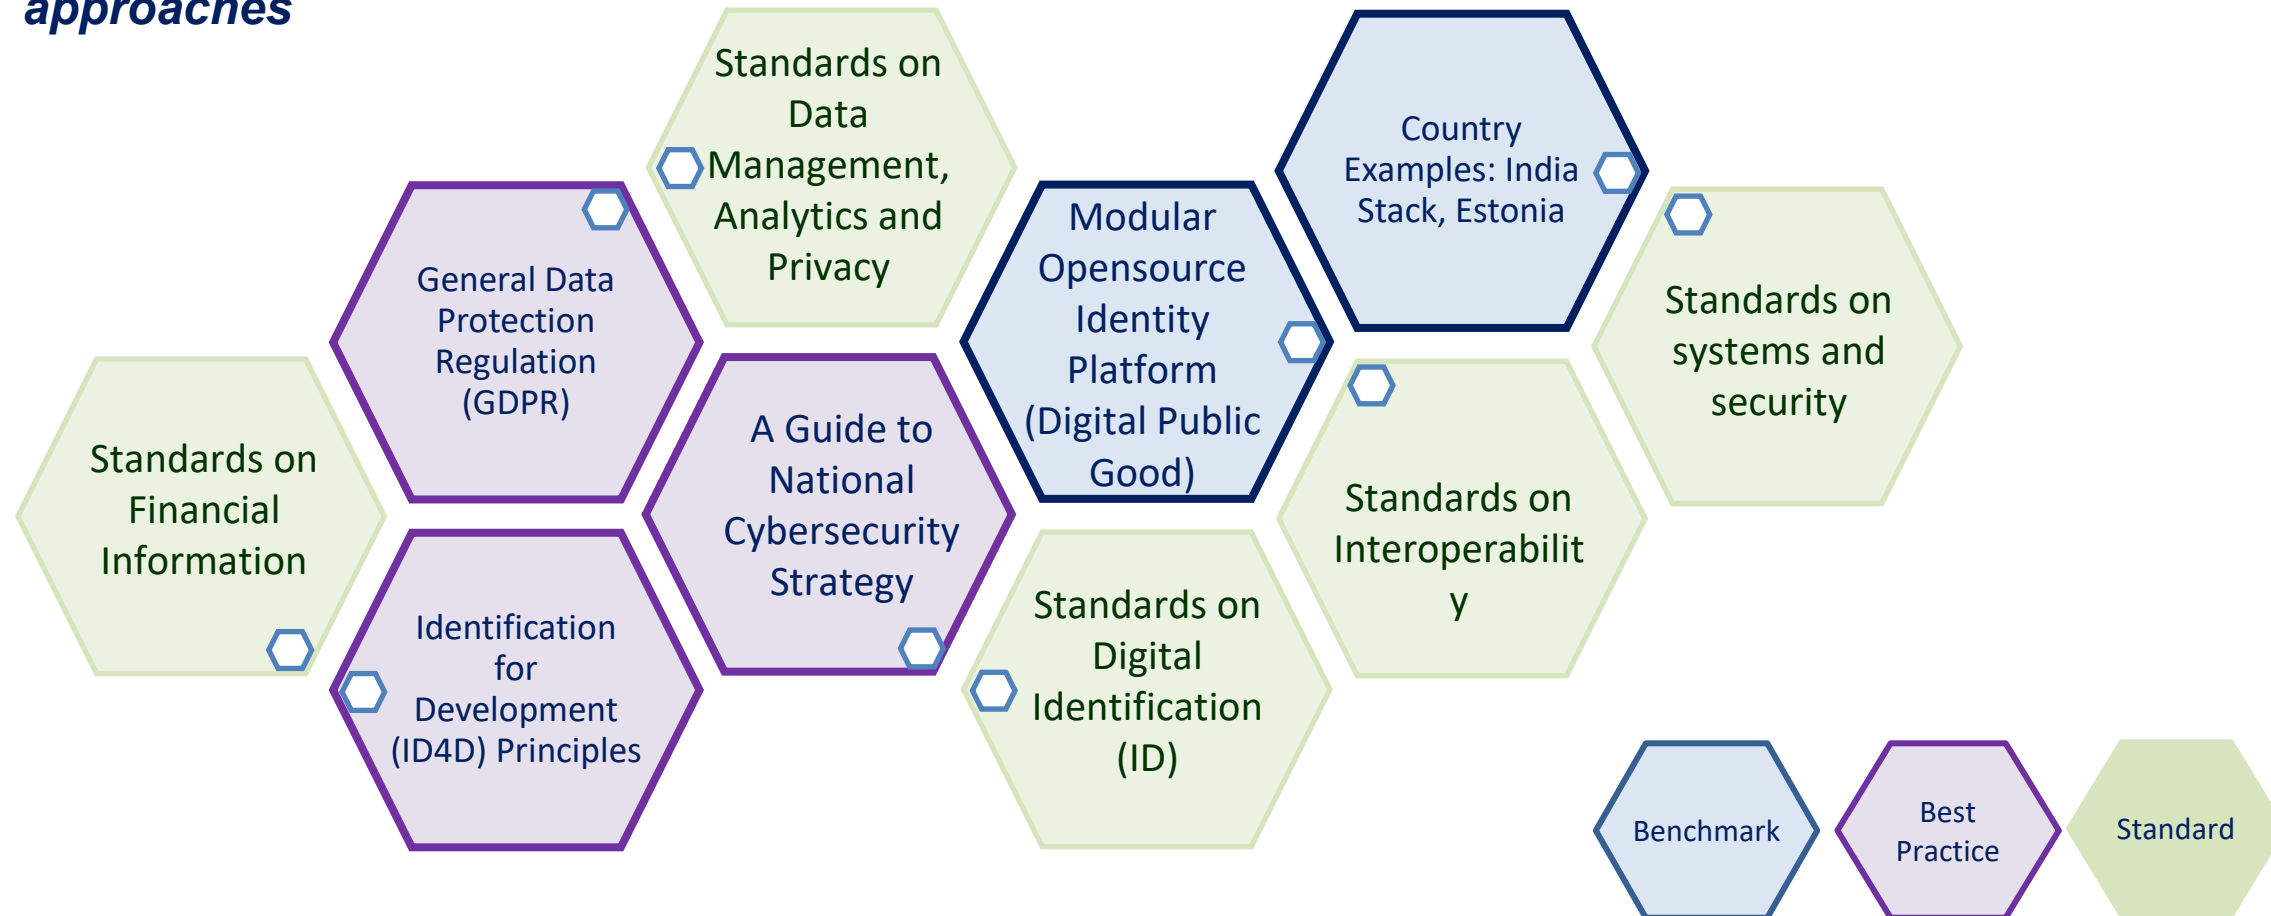 approaches
Standards on
Data
Management,
Analytics and
Privacy
Country
Examples: India
Stack, Estonia
General Data
Protection
Regulation
(GDPR)
Modular
Opensource
Identity
Platform
(Digital Public
Good)
Standards on
systems and
security
Standards on
Financial
Information
A Guide to
National
Cybersecurity
Strategy
Standards on
Interoperabilit
y
Identification
for
Development
(ID4D) Principles
Standards on
Digital
Identification
(ID)
Benchmark
Best
Practice
Standard